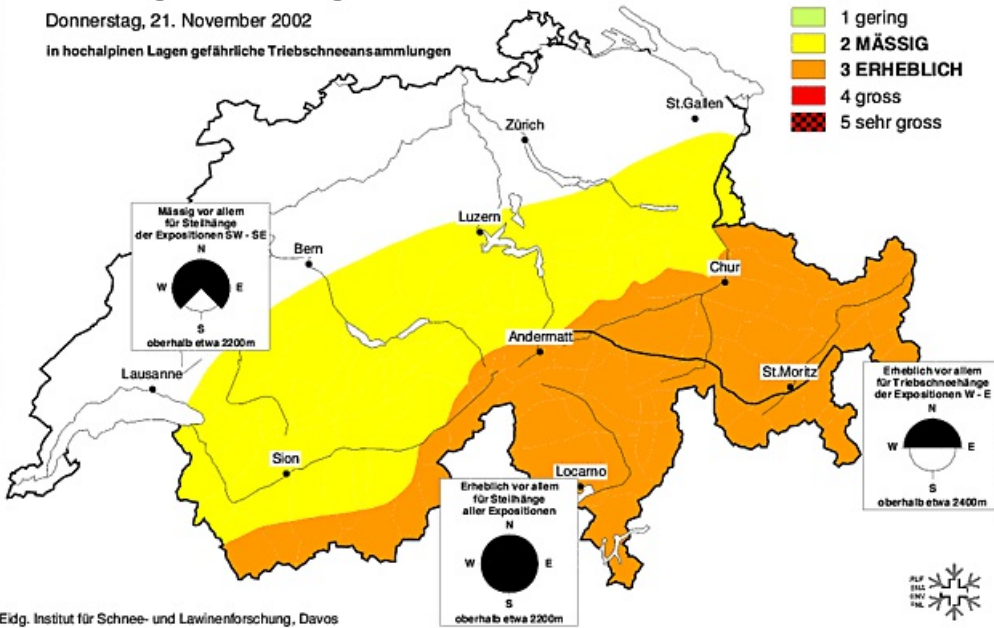 Donnerstag, 21. November 2002
in hochalpinen Lagen gefährliche Triebschneeansammlungen
1 gering
2 MÄSSIG
3 ERHEBLICH
4 gross
5 sehr gross
St.Gallen
Zürich
Mässig vor allem
für Steilhänge
der Expositionen SW - SE
N
W E
S
oberhalb etwa 2200m
Luzern
Bern
Chur
Andermatt
Lausanne
St.Moritz
Erheblich vor allem
für Triebschneehänge
der Expositionen W - E
N
W E
S
oberhalb etwa 2400m
Sion
Locarno
Erheblich vor allem
für Steilhänge
aller Expositionen
N
W E
S
oberhalb etwa 2200m
Eidg. Institut für Schnee- und Lawinenforschung, Davos